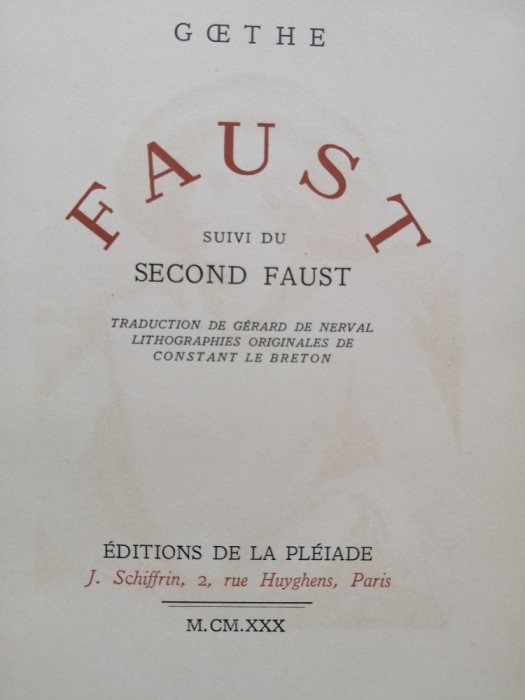 GŒTHE
FAUST
SUIVI DU
SECOND FAUST
TRADUCTION DE GÉRARD DE NERVAL
LITHOGRAPHIES ORIGINALES DE
CONSTANT LE BRETON
ÉDITIONS DE LA PLÉIADE
J. Schiffrin, 2, rue Huyghens, Paris
M.CM.XXX